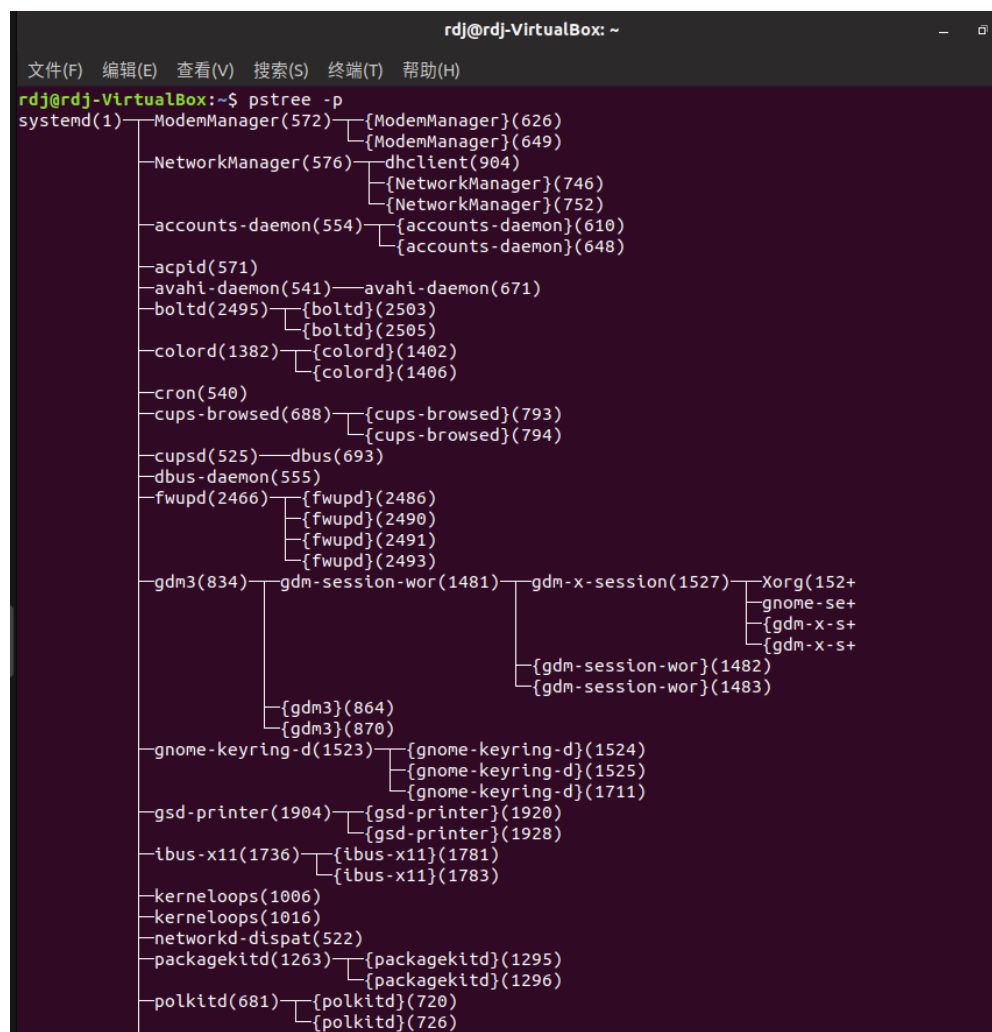 rdj@rdj-VirtualBox: ~
文件(F) 编辑(E) 查看(V) 搜索(S) 终端(T) 帮助(H)
rdj@rdj-VirtualBox:~$ pstree -p
systemd(1)─┬─ModemManager(572)─┬─{ModemManager}(626)
           │                   └─{ModemManager}(649)
           ├─NetworkManager(576)─┬─dhclient(904)
           │                     ├─{NetworkManager}(746)
           │                     └─{NetworkManager}(752)
           ├─accounts-daemon(554)─┬─{accounts-daemon}(610)
           │                      └─{accounts-daemon}(648)
           ├─acpid(571)
           ├─avahi-daemon(541)───avahi-daemon(671)
           ├─boltd(2495)─┬─{boltd}(2503)
           │             └─{boltd}(2505)
           ├─colord(1382)─┬─{colord}(1402)
           │              └─{colord}(1406)
           ├─cron(540)
           ├─cups-browsed(688)─┬─{cups-browsed}(793)
           │                   └─{cups-browsed}(794)
           ├─cupsd(525)───dbus(693)
           ├─dbus-daemon(555)
           ├─fwupd(2466)─┬─{fwupd}(2486)
           │             ├─{fwupd}(2490)
           │             ├─{fwupd}(2491)
           │             └─{fwupd}(2493)
           ├─gdm3(834)─┬─gdm-session-wor(1481)─┬─gdm-x-session(1527)─┬─Xorg(152+
           │           │                       │                     ├─gnome-se+
           │           │                       │                     ├─{gdm-x-s+
           │           │                       │                     └─{gdm-x-s+
           │           │                       ├─{gdm-session-wor}(1482)
           │           │                       └─{gdm-session-wor}(1483)
           │           ├─{gdm3}(864)
           │           └─{gdm3}(870)
           ├─gnome-keyring-d(1523)─┬─{gnome-keyring-d}(1524)
           │                       ├─{gnome-keyring-d}(1525)
           │                       └─{gnome-keyring-d}(1711)
           ├─gsd-printer(1904)─┬─{gsd-printer}(1920)
           │                   └─{gsd-printer}(1928)
           ├─ibus-x11(1736)─┬─{ibus-x11}(1781)
           │                └─{ibus-x11}(1783)
           ├─kerneloops(1006)
           ├─kerneloops(1016)
           ├─networkd-dispat(522)
           ├─packagekitd(1263)─┬─{packagekitd}(1295)
           │                   └─{packagekitd}(1296)
           ├─polkitd(681)─┬─{polkitd}(720)
           │              └─{polkitd}(726)